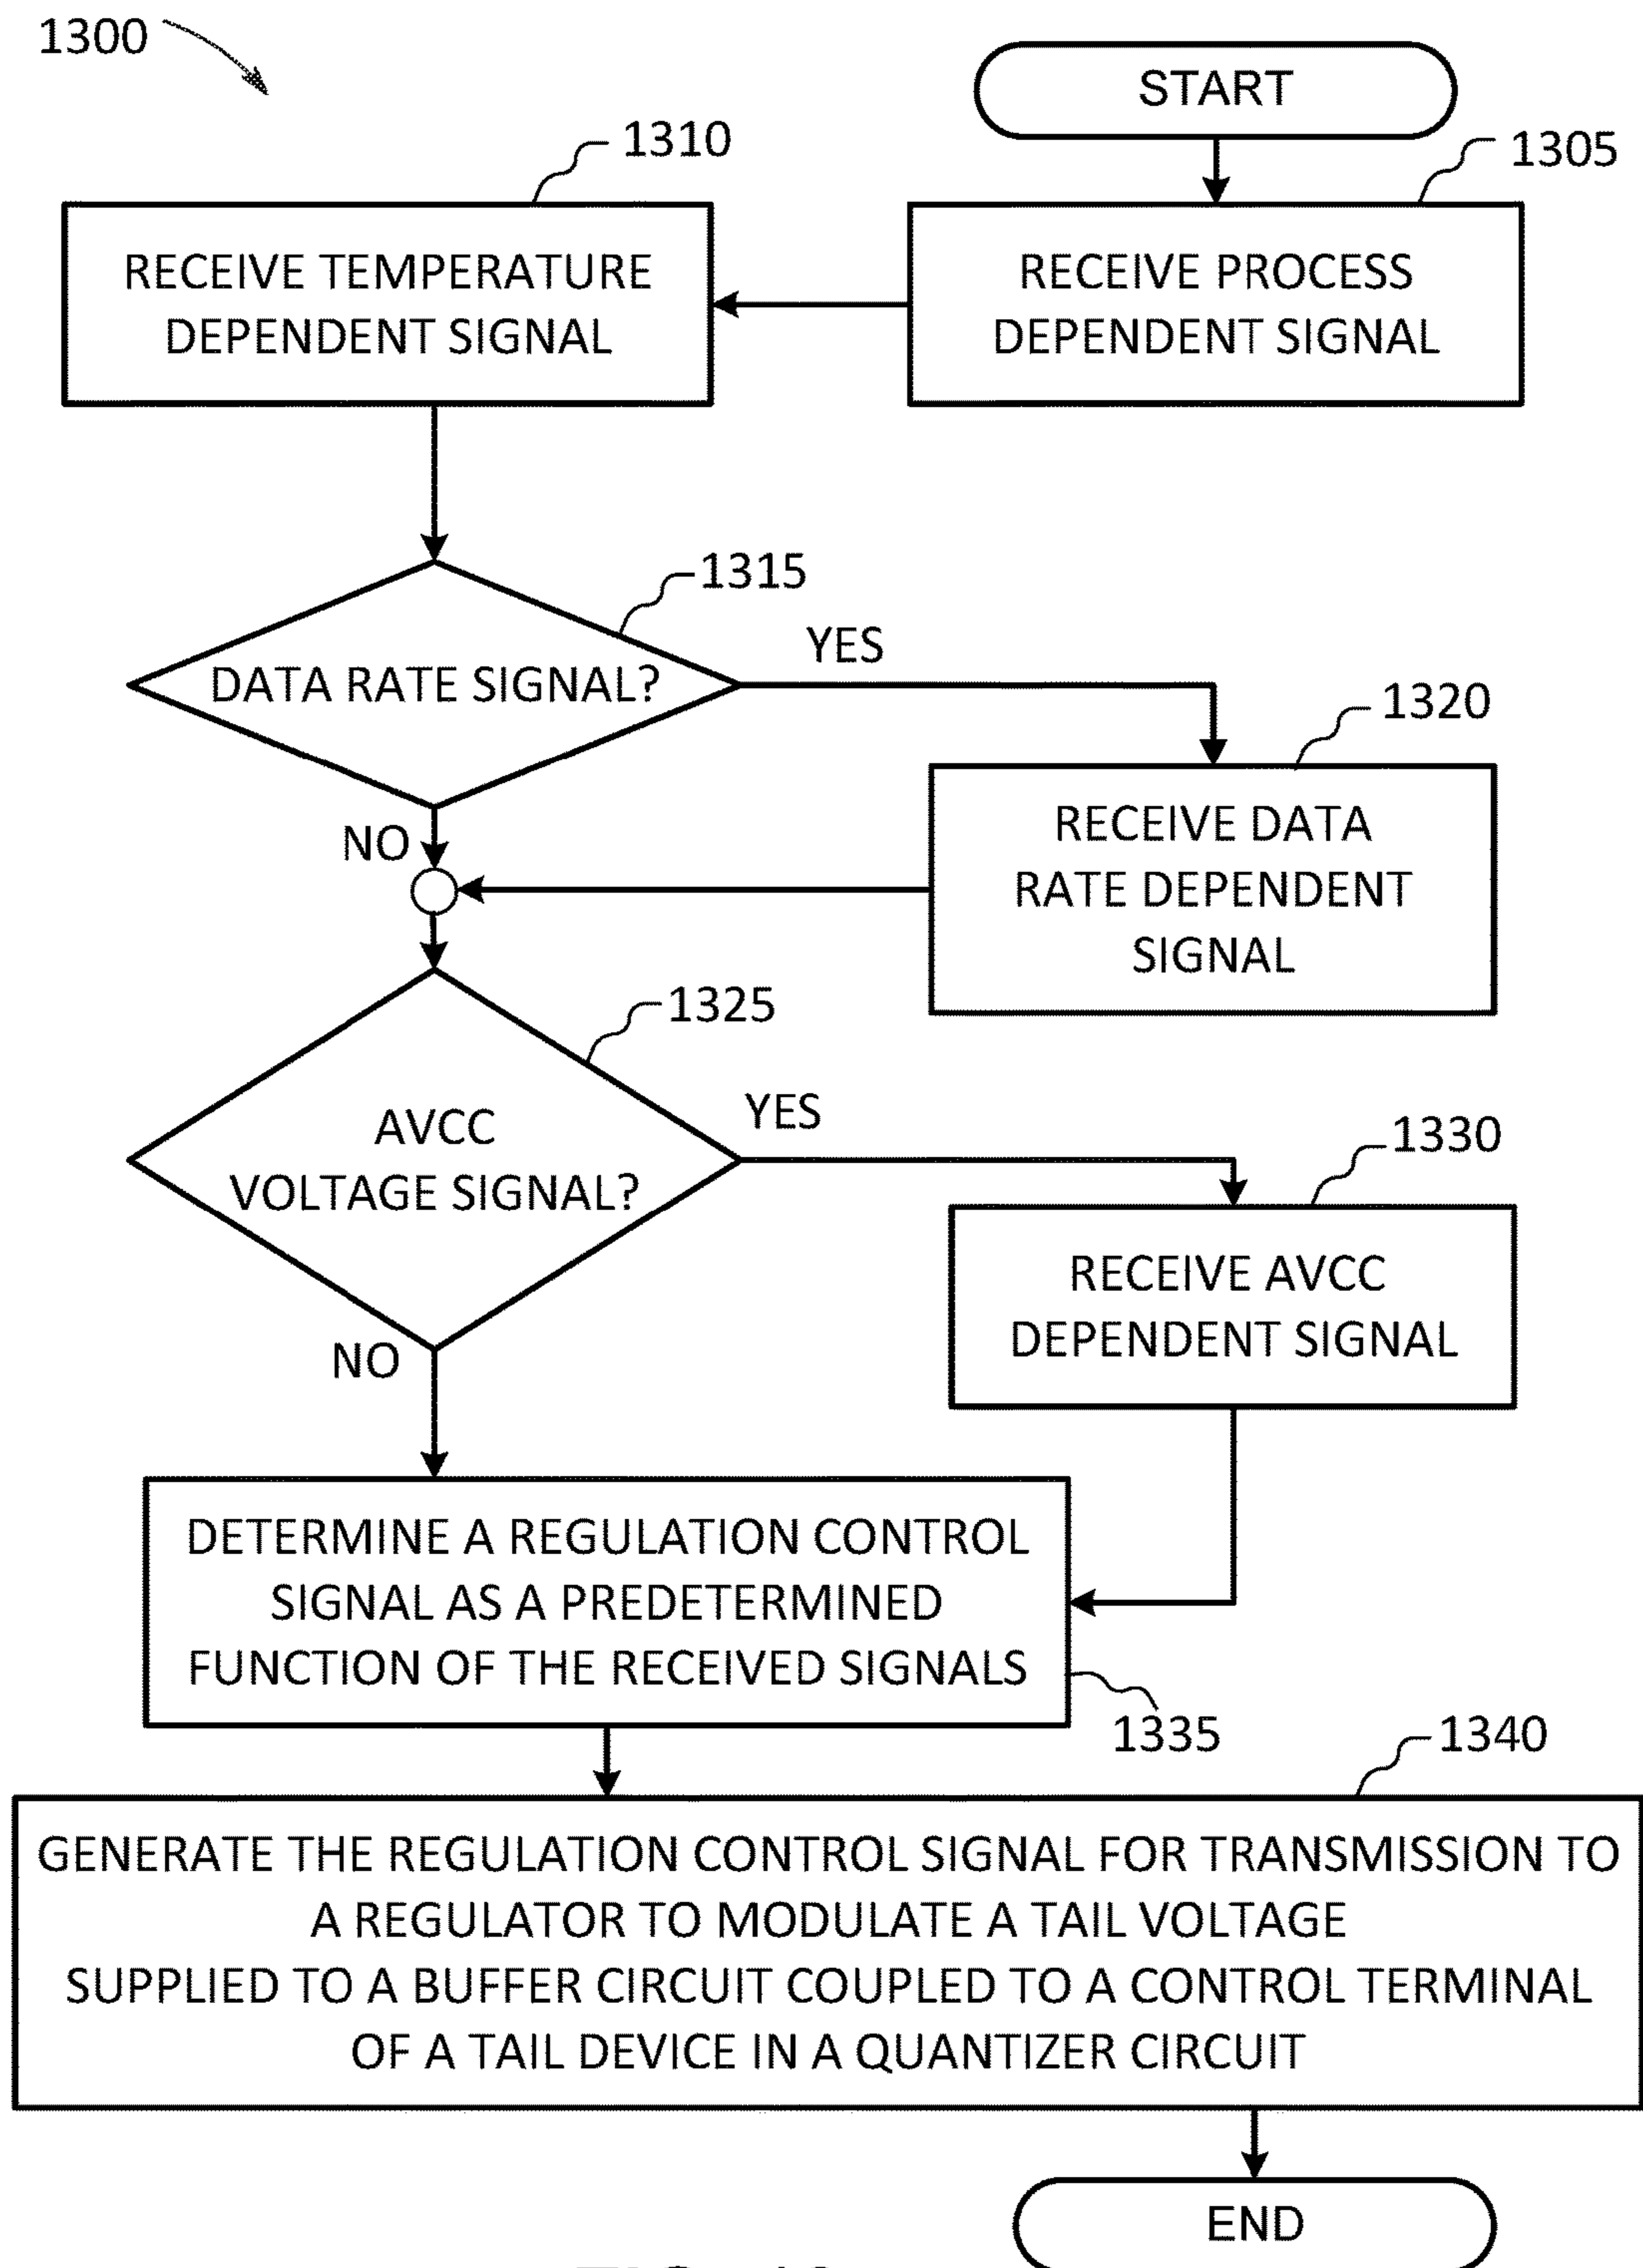 1300
START
1310
1305
RECEIVE TEMPERATURE
DEPENDENT SIGNAL
RECEIVE PROCESS
DEPENDENT SIGNAL
1315
DATA RATE SIGNAL?
YES
1320
NO
RECEIVE DATA
RATE DEPENDENT
SIGNAL
1325
AVCC
VOLTAGE SIGNAL?
YES
1330
NO
RECEIVE AVCC
DEPENDENT SIGNAL
DETERMINE A REGULATION CONTROL
SIGNAL AS A PREDETERMINED
FUNCTION OF THE RECEIVED SIGNALS
1335
1340
GENERATE THE REGULATION CONTROL SIGNAL FOR TRANSMISSION TO
A REGULATOR TO MODULATE A TAIL VOLTAGE
SUPPLIED TO A BUFFER CIRCUIT COUPLED TO A CONTROL TERMINAL
OF A TAIL DEVICE IN A QUANTIZER CIRCUIT
END